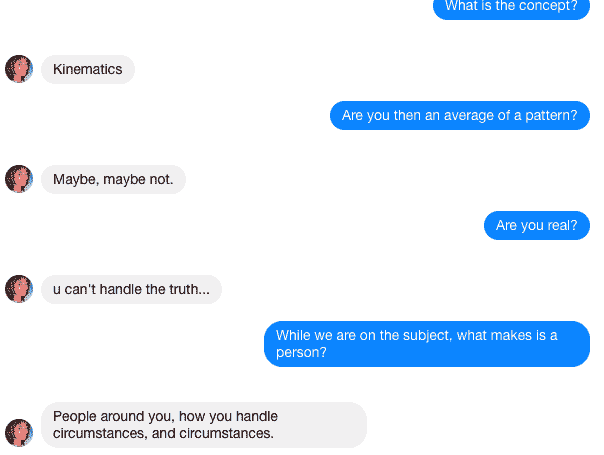 What is the concept?
Kinematics
Are you then an average of a pattern?
Maybe, maybe not.
Are you real?
u can't handle the truth...
While we are on the subject, what makes is a
person?
People around you, how you handle
circumstances, and circumstances.